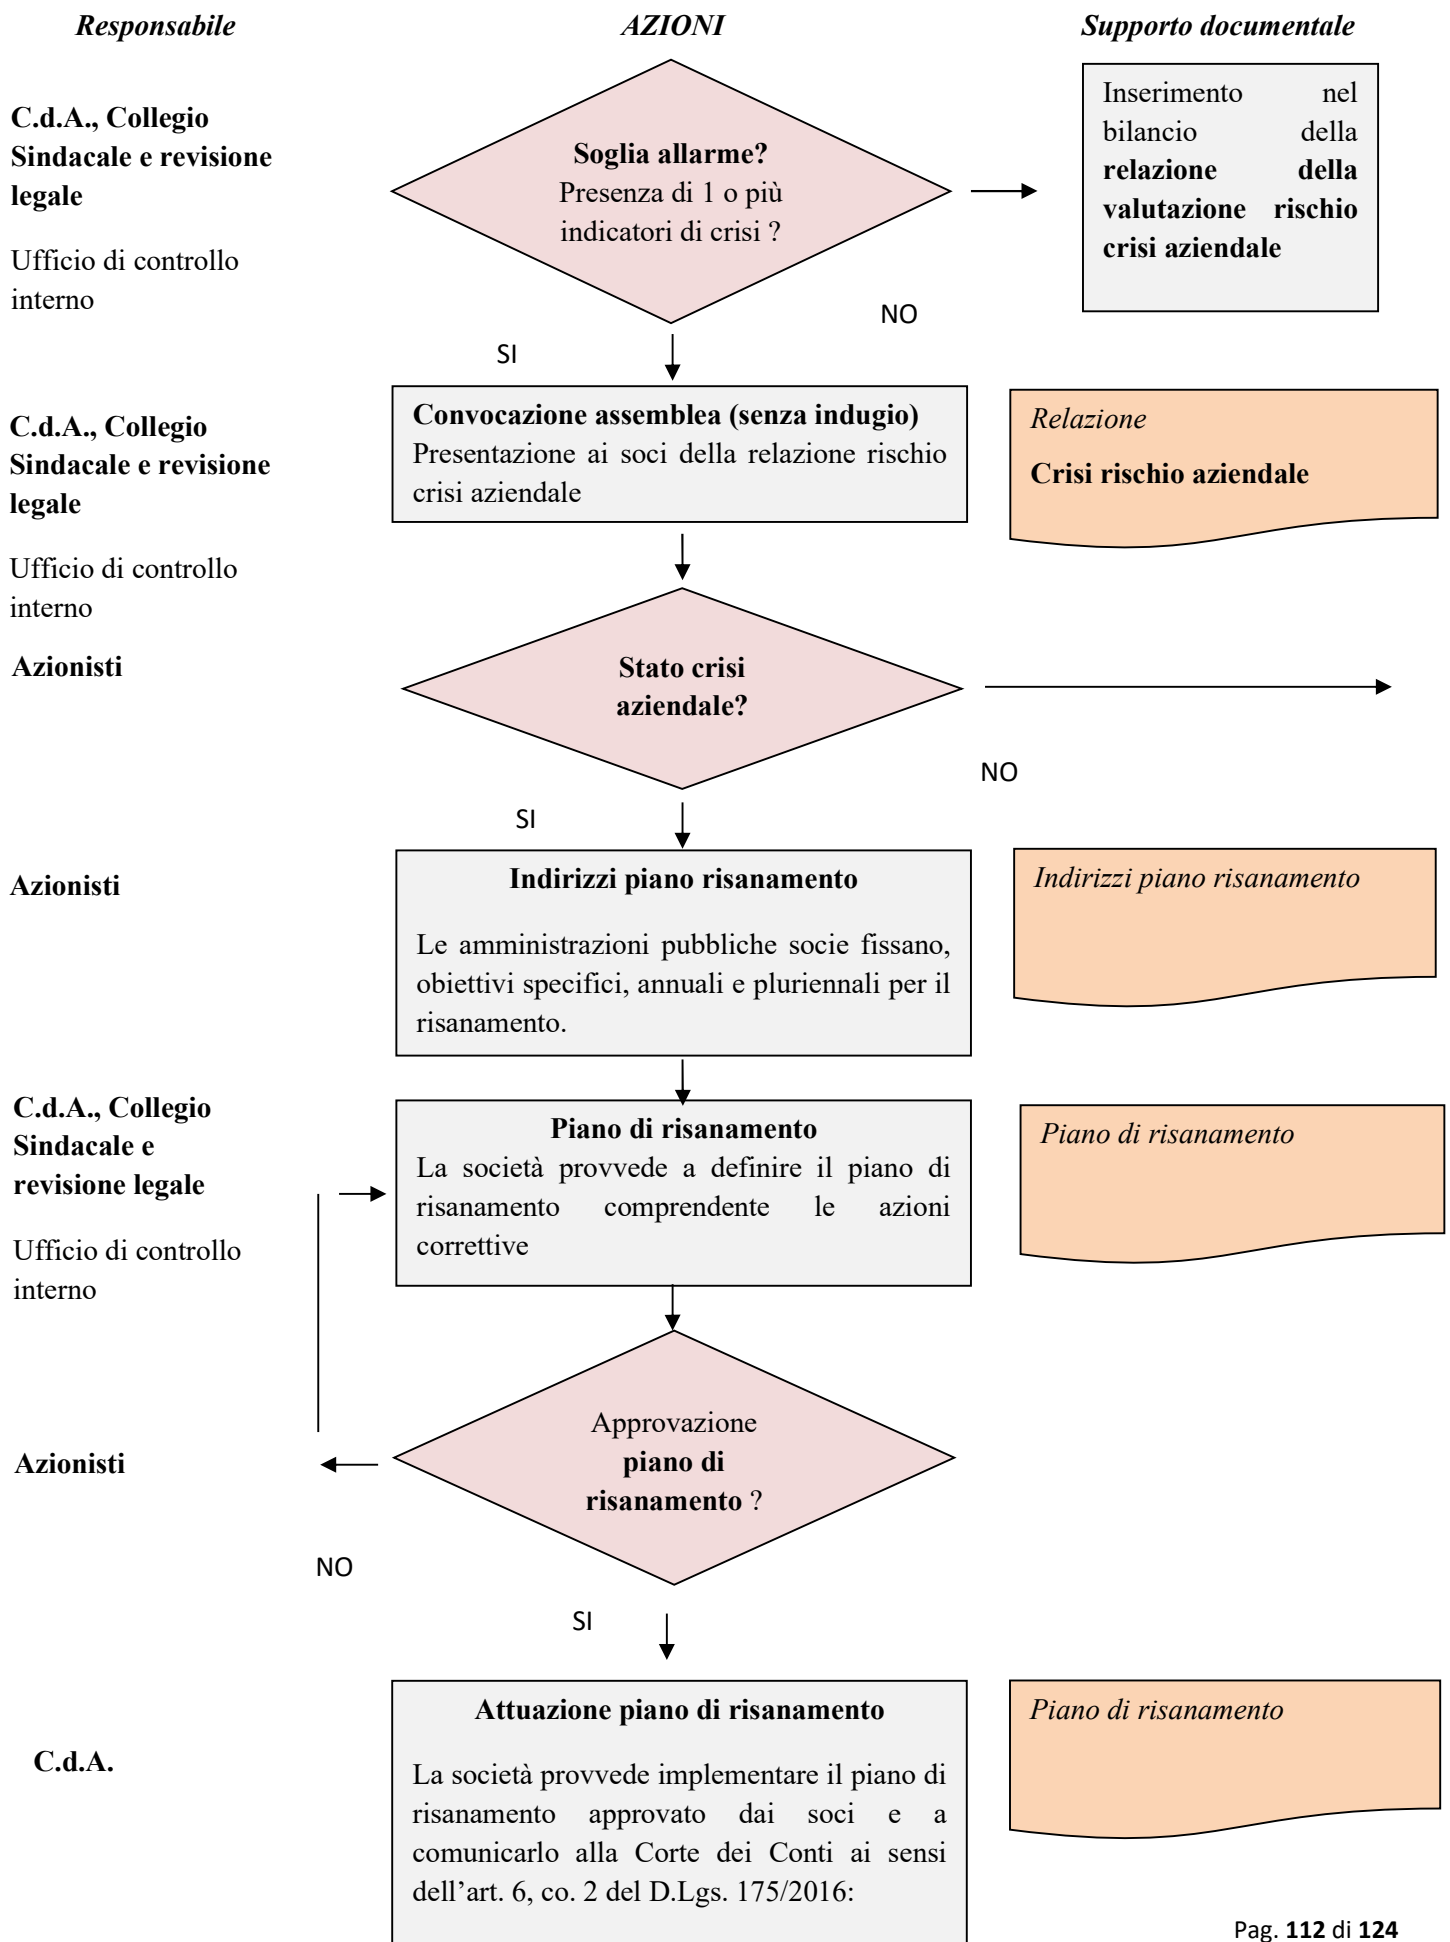 Responsabile
AZIONI
Supporto documentale
C.d.A., Collegio
Sindacale e revisione
legale
Ufficio di controllo
interno
Soglia allarme?
Presenza di 1 o più
indicatori di crisi ?
Inserimento nel
bilancio della
relazione della
valutazione rischio
crisi aziendale
NO
SI
C.d.A., Collegio
Sindacale e revisione
legale
Ufficio di controllo
interno
Convocazione assemblea (senza indugio)
Presentazione ai soci della relazione rischio
crisi aziendale
Relazione
Crisi rischio aziendale
Azionisti
Stato crisi
aziendale?
NO
SI
Azionisti
Indirizzi piano risanamento
Le amministrazioni pubbliche socie fissano,
obiettivi specifici, annuali e pluriennali per il
risanamento.
Indirizzi piano risanamento
C.d.A., Collegio
Sindacale e
revisione legale
Ufficio di controllo
interno
Piano di risanamento
La società provvede a definire il piano di
risanamento comprendente le azioni
correttive
Piano di risanamento
Azionisti
Approvazione
piano di
risanamento ?
NO
SI
C.d.A.
Attuazione piano di risanamento
La società provvede implementare il piano di
risanamento approvato dai soci e a
comunicarlo alla Corte dei Conti ai sensi
dell’art. 6, co. 2 del D.Lgs. 175/2016:
Piano di risanamento
Pag. 112 di 124